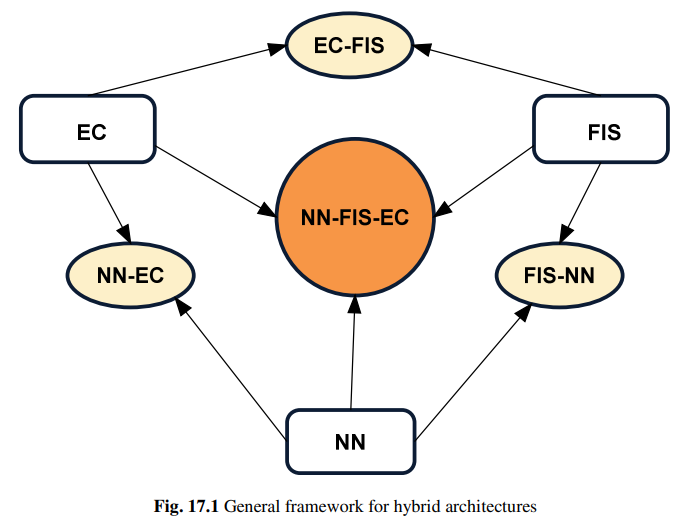 EC-FIS
EC
FIS
NN-FIS-EC
NN-EC
FIS-NN
NN
Fig. 17.1 General framework for hybrid architectures